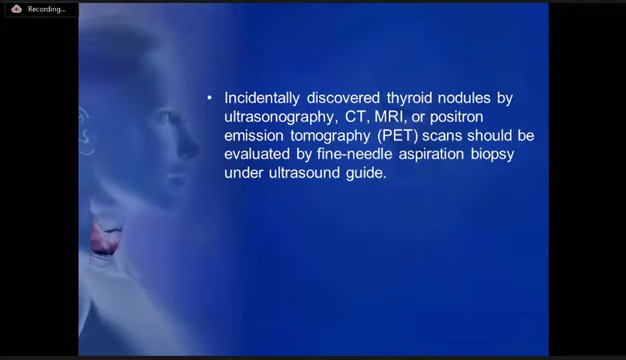 Recording...
• Incidentally discovered thyroid nodules by
ultrasonography, CT, MRI, or positron
emission tomography (PET) scans should be
evaluated by fine-needle aspiration biopsy
under ultrasound guide.